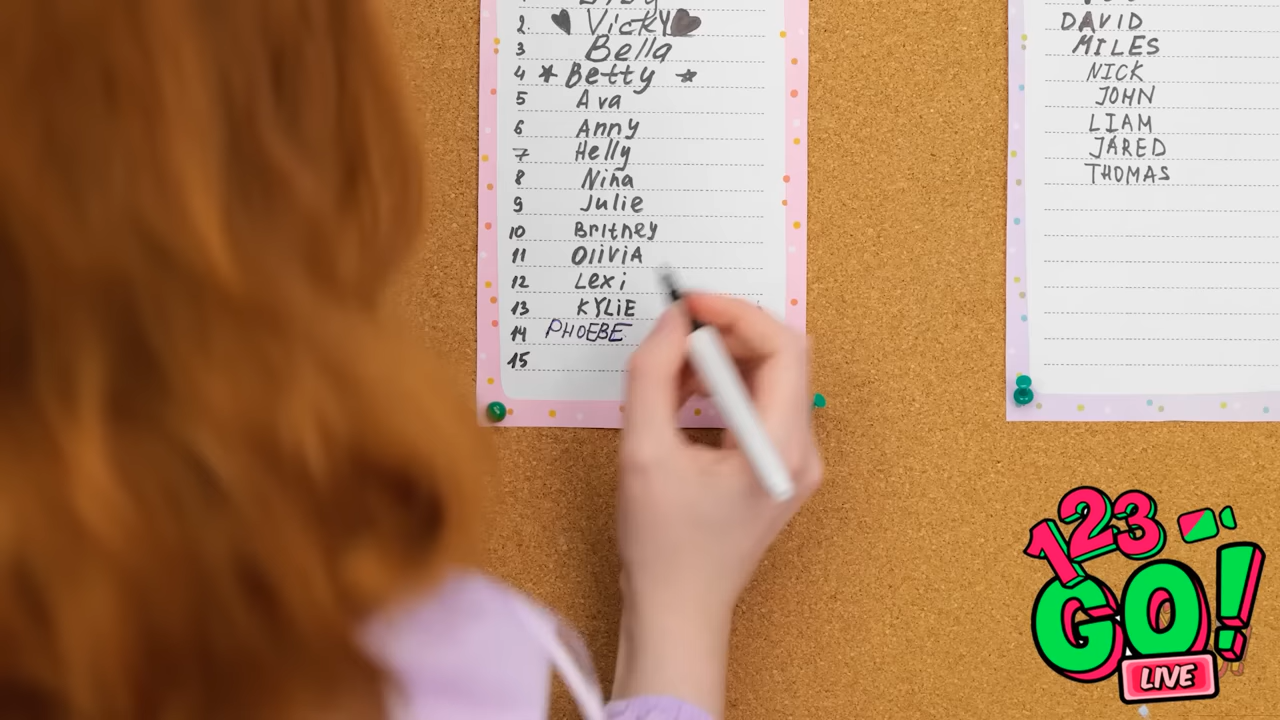 2. Vicky
3 Bella
4 Betty
5 Ava
6 Anny
7 Helly
8 Nina
9 Julie
10 Britney
11 OliviA
12 Lexi
13 KYLiE
14 PHOEBE
15
DAVID
MILES
NICK
JOHN
LIAM
JARED
THOMAS
123
GO!
LIVE